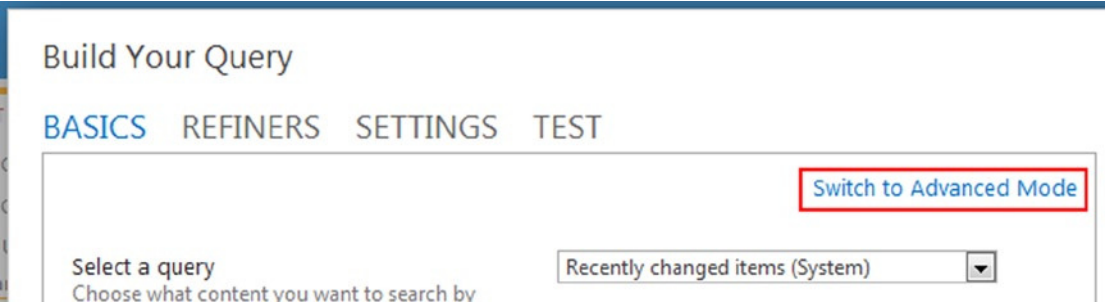 Build Your Query
BASICS REFINERS SETTINGS TEST
Switch to Advanced Mode
Select a query
Recently changed items (System)
Choose what content you want to search by